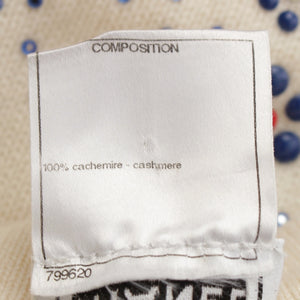 COMPOSITION
100% cachemire - cashmere
799620